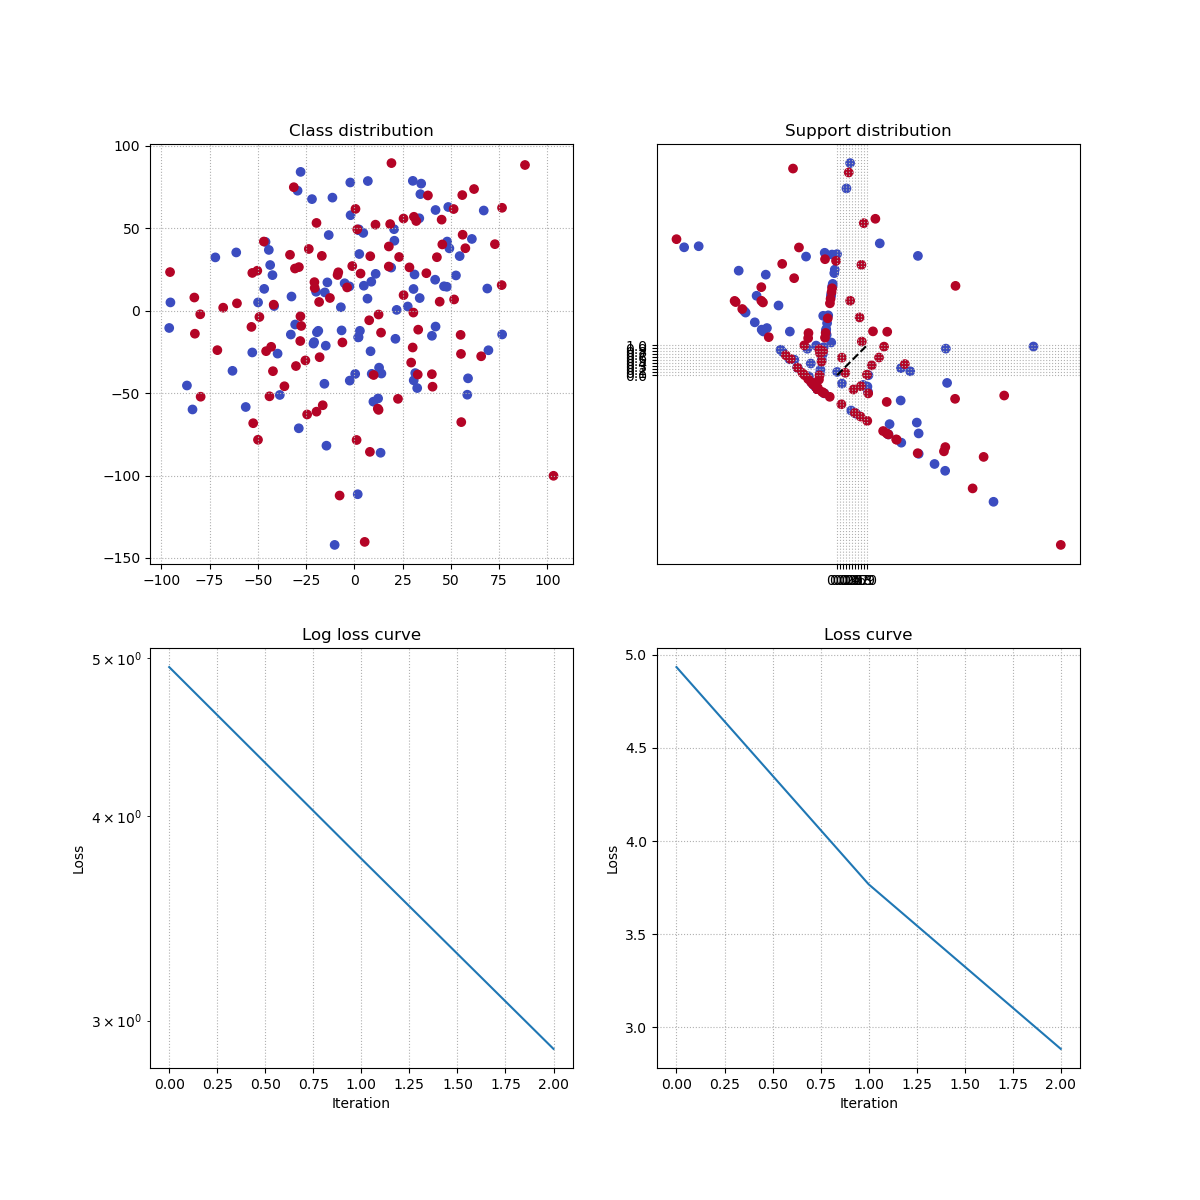 Class distribution
100
50
0
−50
−100
−150
−100 −75 −50 −25 0 25 50 75 100
Support distribution
1.0
0.0
Log loss curve
5 × 10⁰
4 × 10⁰
3 × 10⁰
Loss
0.00 0.25 0.50 0.75 1.00 1.25 1.50 1.75 2.00
Iteration
Loss curve
5.0
4.5
4.0
3.5
3.0
Loss
0.00 0.25 0.50 0.75 1.00 1.25 1.50 1.75 2.00
Iteration